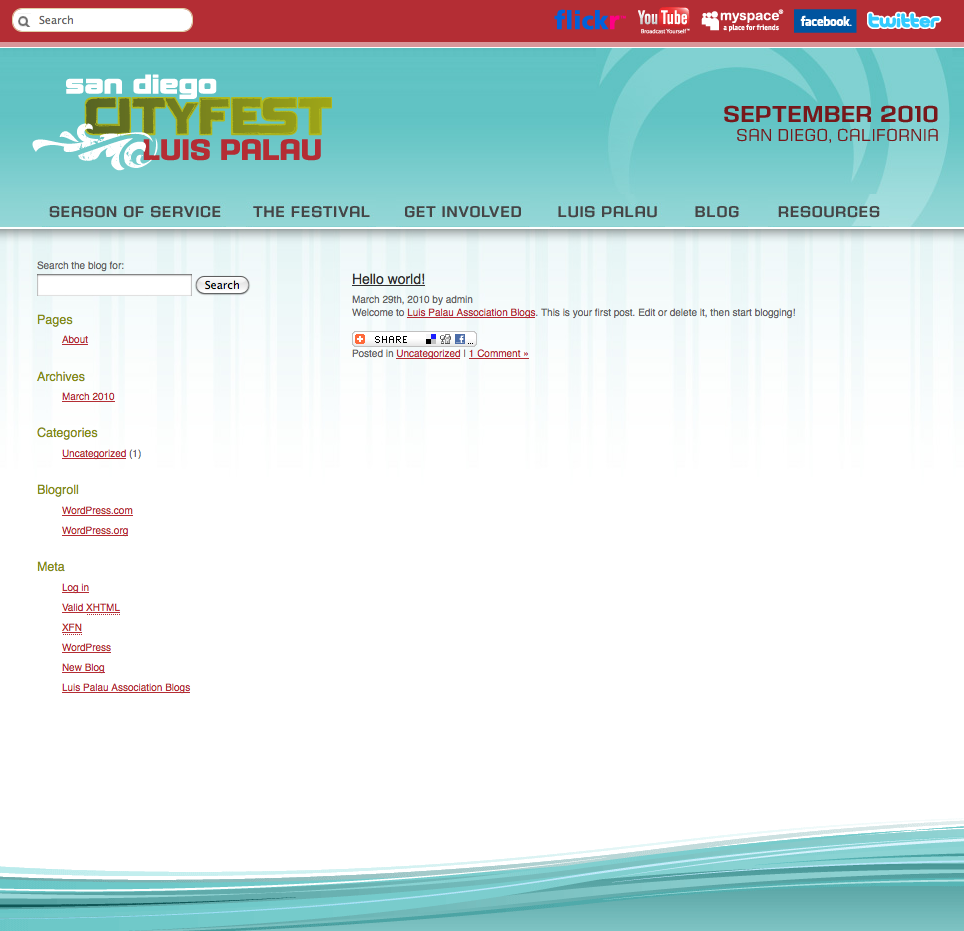 Search
flickr
You Tube
Broadcast Yourself™
myspace®
a place for friends
facebook.
twitter
san diego
CITYFEST
LUIS PALAU
SEPTEMBER 2010
SAN DIEGO, CALIFORNIA
SEASON OF SERVICE
THE FESTIVAL
GET INVOLVED
LUIS PALAU
BLOG
RESOURCES
Search the blog for:
Search
Pages
About
Archives
March 2010
Categories
Uncategorized (1)
Blogroll
WordPress.com
WordPress.org
Meta
Log in
Valid XHTML
XFN
WordPress
New Blog
Luis Palau Association Blogs
Hello world!
March 29th, 2010 by admin
Welcome to Luis Palau Association Blogs. This is your first post. Edit or delete it, then start blogging!
SHARE ...
Posted in Uncategorized | 1 Comment »